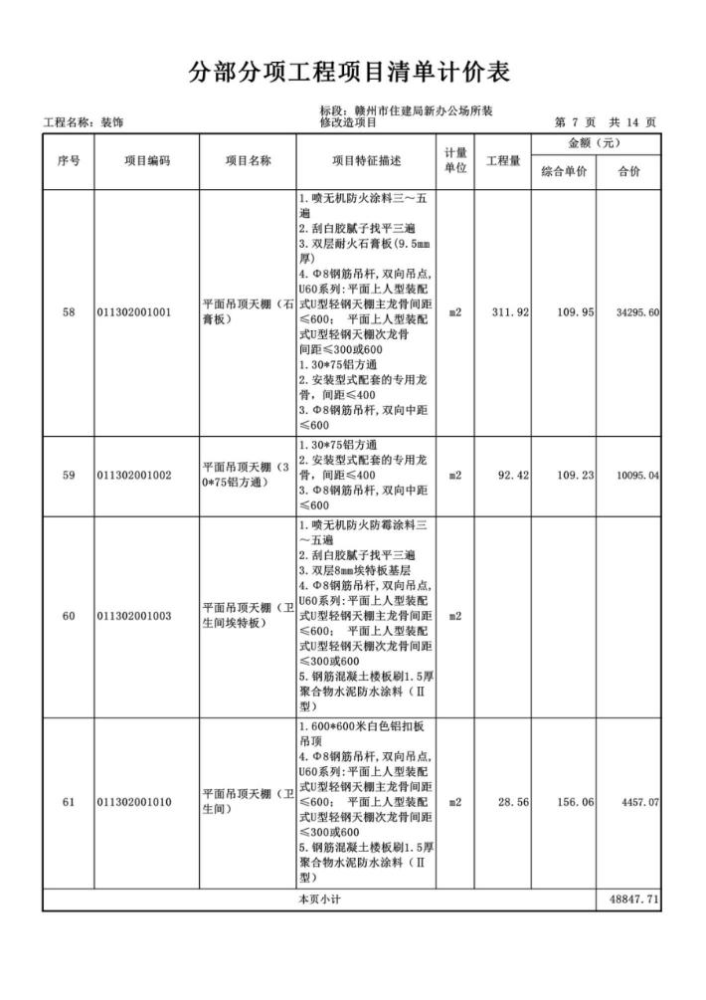 分部分项工程项目清单计价表
标段：赣州市住建局新办公场所装
工程名称：装饰 修改造项目 第 7 页 共 14 页
序号 项目编码 项目名称 项目特征描述 计量单位 工程量 金额（元）
综合单价 合价
58 011302001001 平面吊顶天棚（石膏板） m2 311.92 109.95 34295.60
1.喷无机防火涂料三～五
遍
2.刮白胶腻子找平三遍
3.双层耐火石膏板(9.5mm
厚)
4.Φ8钢筋吊杆,双向吊点,
U60系列:平面上人型装配
式U型轻钢天棚主龙骨间距
≤600； 平面上人型装配
式U型轻钢天棚次龙骨
间距≤300或600
1.30*75铝方通
2.安装型式配套的专用龙
骨，间距≤400
3.Φ8钢筋吊杆,双向中距
≤600
59 011302001002 平面吊顶天棚（30*75铝方通） m2 92.42 109.23 10095.04
1.30*75铝方通
2.安装型式配套的专用龙
骨，间距≤400
3.Φ8钢筋吊杆,双向中距
≤600
60 011302001003 平面吊顶天棚（卫生间埃特板） m2
1.喷无机防火防霉涂料三
～五遍
2.刮白胶腻子找平三遍
3.双层8mm埃特板基层
4.Φ8钢筋吊杆,双向吊点,
U60系列:平面上人型装配
式U型轻钢天棚主龙骨间距
≤600； 平面上人型装配
式U型轻钢天棚次龙骨间距
≤300或600
5.钢筋混凝土楼板刷1.5厚
聚合物水泥防水涂料（Ⅱ
型）
61 011302001010 平面吊顶天棚（卫生间） m2 28.56 156.06 4457.07
1.600*600米白色铝扣板
吊顶
4.Φ8钢筋吊杆,双向吊点,
U60系列:平面上人型装配
式U型轻钢天棚主龙骨间距
≤600； 平面上人型装配
式U型轻钢天棚次龙骨间距
≤300或600
5.钢筋混凝土楼板刷1.5厚
聚合物水泥防水涂料（Ⅱ
型）
本页小计 48847.71